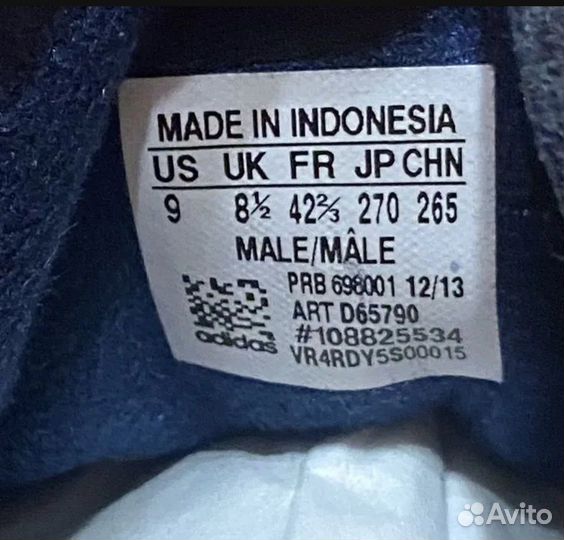 MADE IN INDONESIA
US UK FR JP CHN
9 8½ 42⅔ 270 265
MALE/MÂLE
PRB 698001 12/13
ART D65790
#108825534
VR4RDY5S00015
adidas
Avito